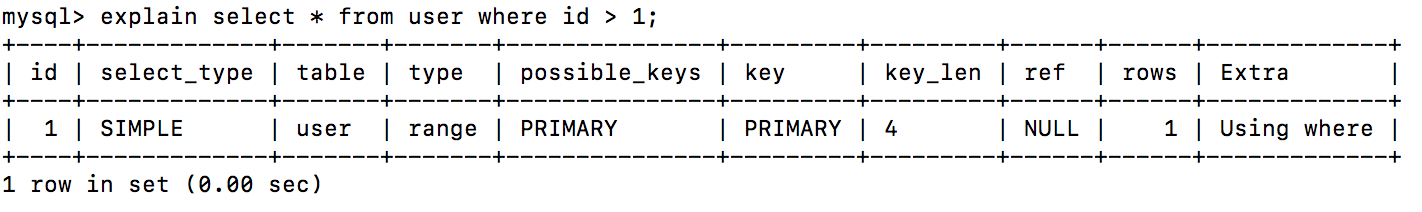 mysql> explain select * from user where id > 1;
+----+-------------+-------+-------+---------------+---------+---------+------+------+-------------+
| id | select_type | table | type  | possible_keys | key     | key_len | ref  | rows | Extra       |
+----+-------------+-------+-------+---------------+---------+---------+------+------+-------------+
|  1 | SIMPLE      | user  | range | PRIMARY       | PRIMARY | 4       | NULL |    1 | Using where |
+----+-------------+-------+-------+---------------+---------+---------+------+------+-------------+
1 row in set (0.00 sec)